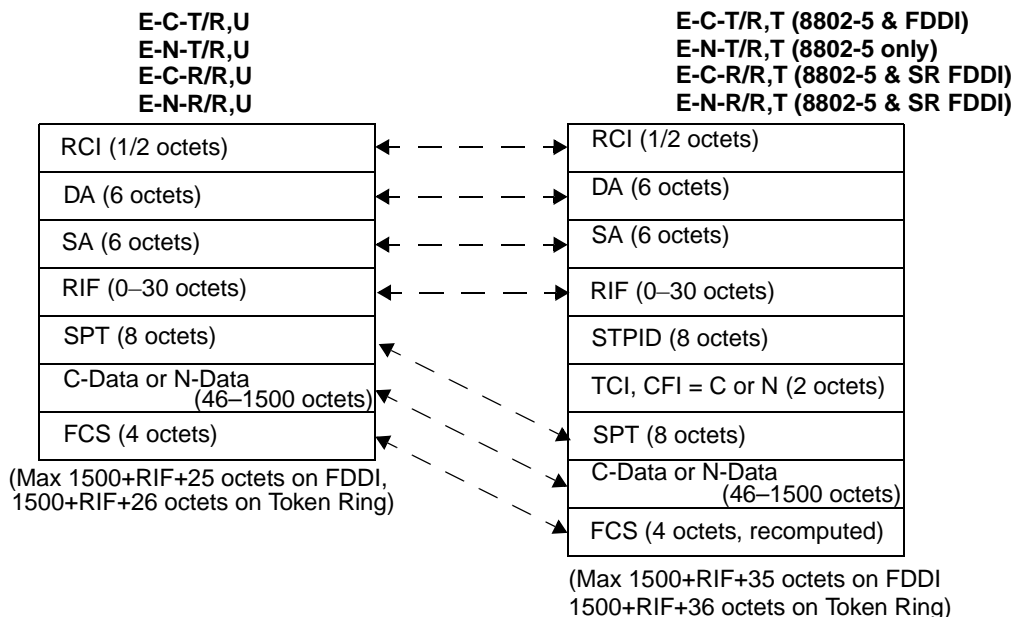 E-C-T/R,U
E-N-T/R,U
E-C-R/R,U
E-N-R/R,U
RCI (1/2 octets)
DA (6 octets)
SA (6 octets)
RIF (0–30 octets)
SPT (8 octets)
C-Data or N-Data
(46–1500 octets)
FCS (4 octets)
(Max 1500+RIF+25 octets on FDDI,
1500+RIF+26 octets on Token Ring)
E-C-T/R,T (8802-5 & FDDI)
E-N-T/R,T (8802-5 only)
E-C-R/R,T (8802-5 & SR FDDI)
E-N-R/R,T (8802-5 & SR FDDI)
RCI (1/2 octets)
DA (6 octets)
SA (6 octets)
RIF (0–30 octets)
STPID (8 octets)
TCI, CFI = C or N (2 octets)
SPT (8 octets)
C-Data or N-Data
(46–1500 octets)
FCS (4 octets, recomputed)
(Max 1500+RIF+35 octets on FDDI
1500+RIF+36 octets on Token Ring)